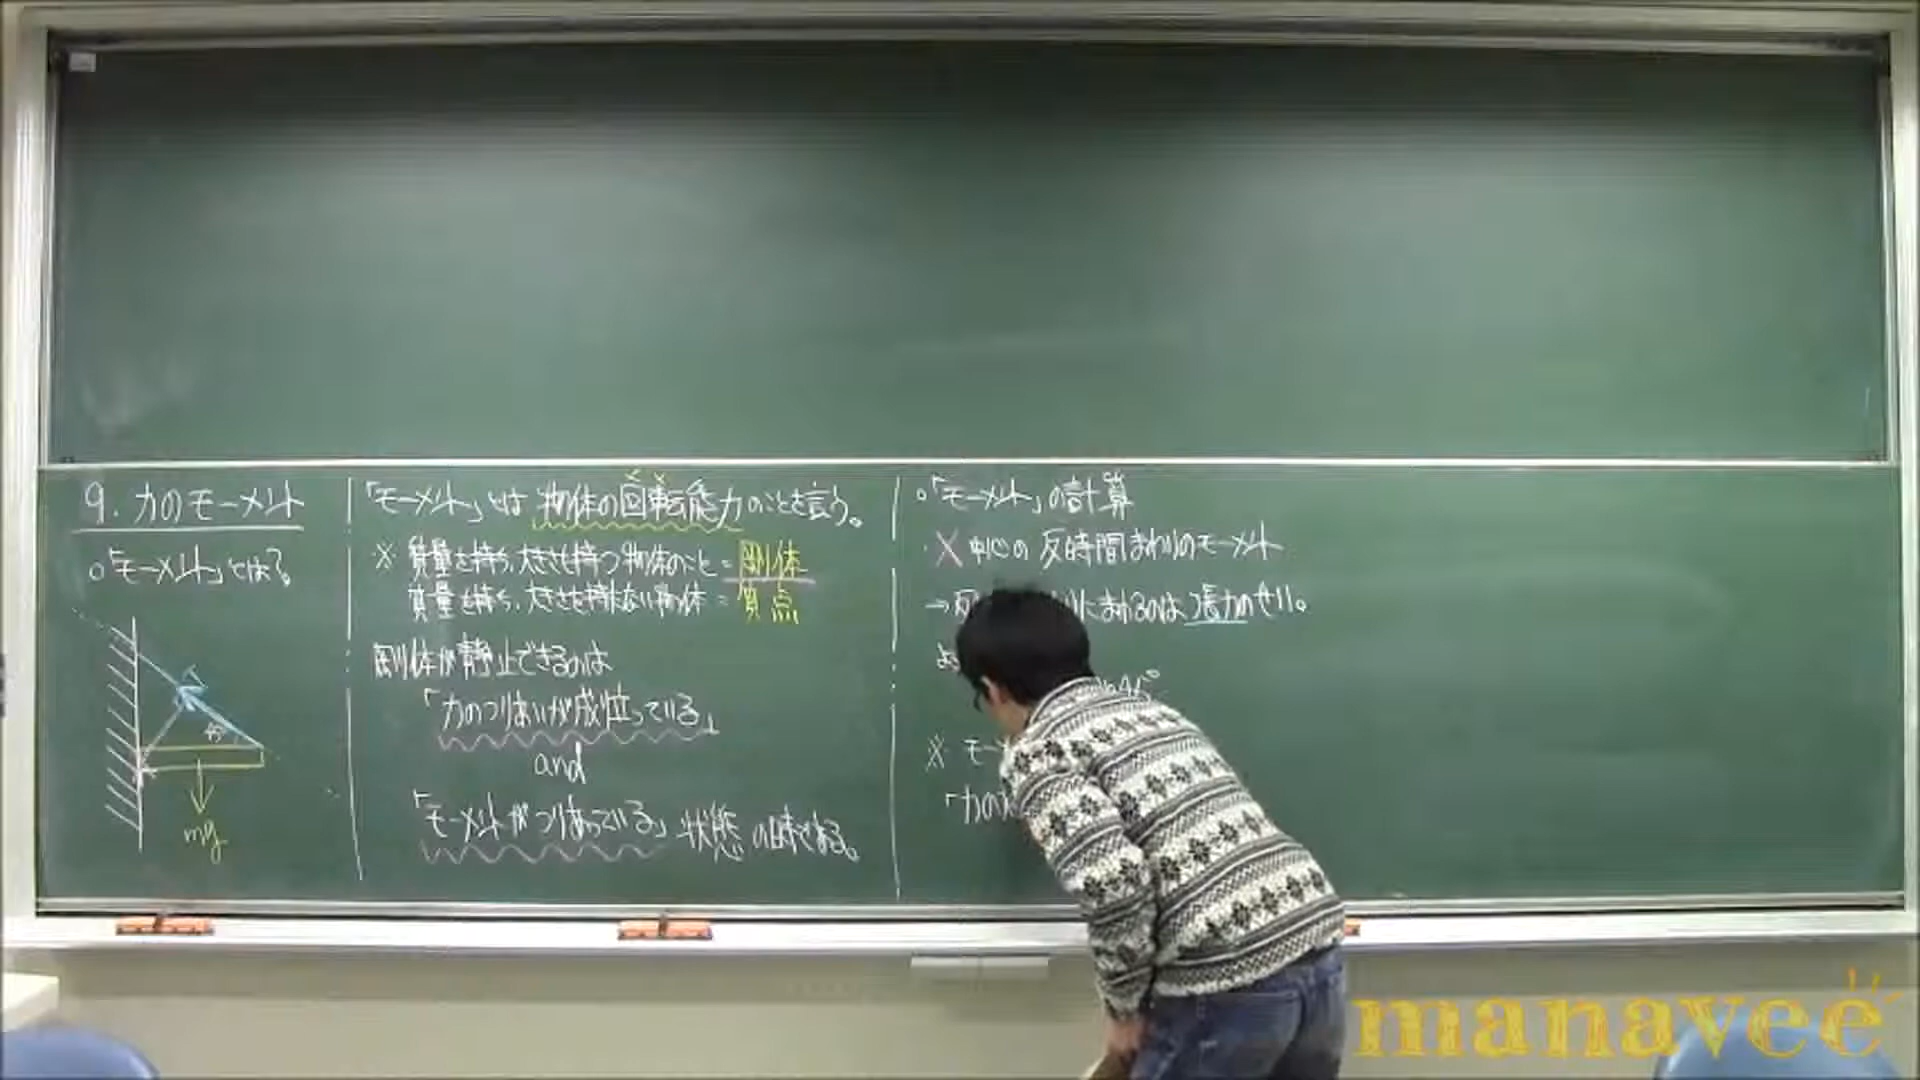 9. 力のモーメント
○「モーメント」とは?
45°
mg
「モーメント」とは 物体の回転能力のことを言う。
※ 質量を持ち、大きさも持つ物体のこと = 剛体
質量を持ち、大きさを持たない物体 = 質点
剛体が静止できるのは
「力のつりあいが成り立っている」
and
「モーメントがつりあっている」状態の時である。
○「モーメント」の計算
× 中心の 反時間まわりのモーメント
→ 反 りにまわるのは 張力のせい。
45°
※ モー
「力の
manavee